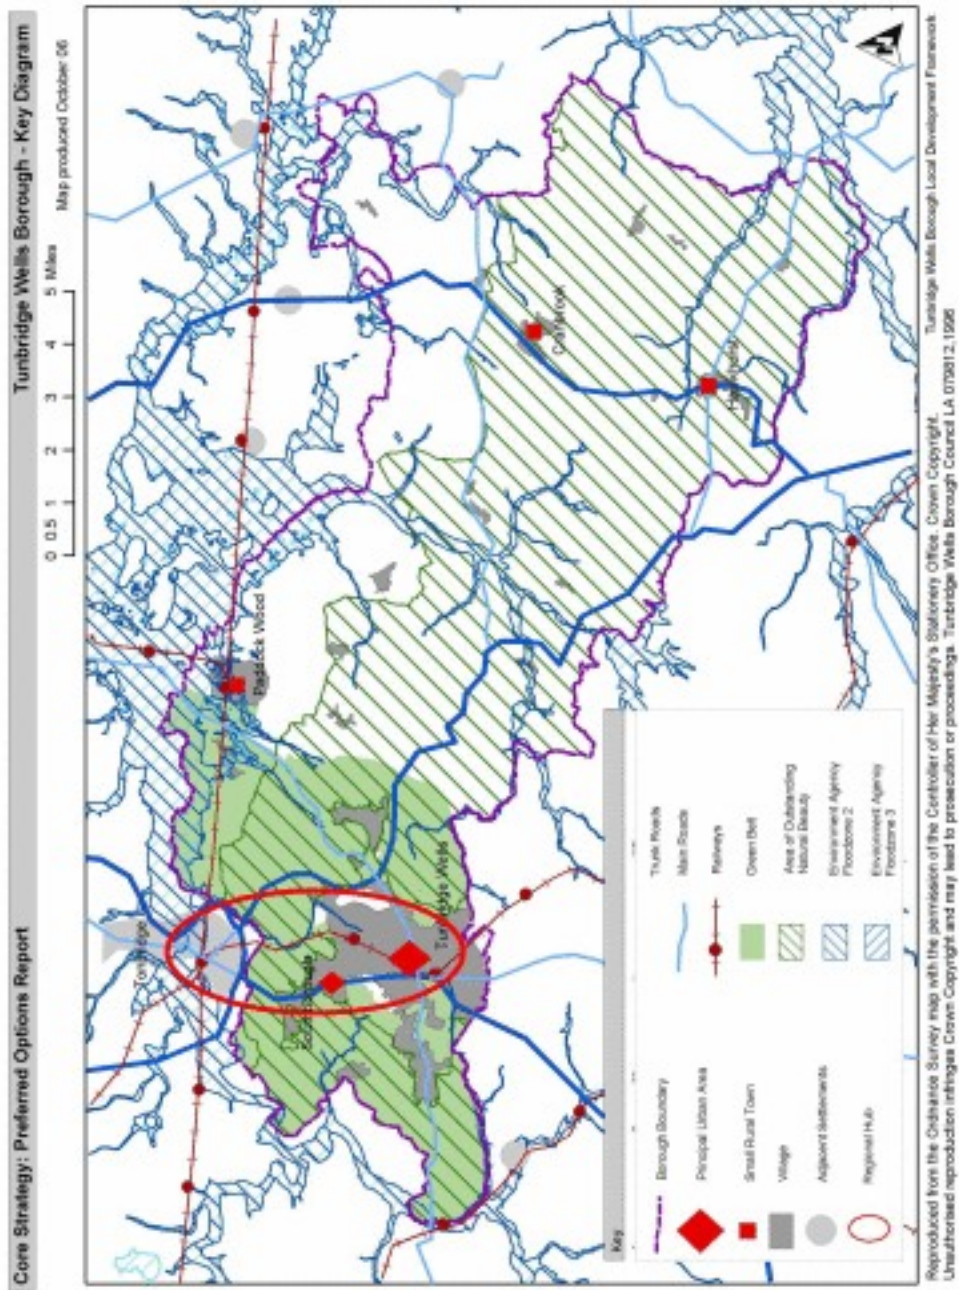 Core Strategy: Preferred Options Report
Tunbridge Wells Borough - Key Diagram
Map produced October 06
0 0.5 1 2 3 4 5 Miles
Tonbridge
Paddock Wood
Southborough
Tunbridge Wells
Cranbrook
Hawkhurst
Key
Borough Boundary
Principal Urban Area
Small Rural Town
Village
Adjacent Settlements
Regional Hub
Trunk Roads
Main Roads
Railways
Green Belt
Area of Outstanding
Natural Beauty
Environment Agency
Floodzone 2
Environment Agency
Floodzone 3
Reproduced from the Ordnance Survey map with the permission of the Controller of Her Majesty's Stationery Office. Crown Copyright.
Tunbridge Wells Borough Local Development Framework
Unauthorised reproduction infringes Crown Copyright and may lead to prosecution or proceedings. Tunbridge Wells Borough Council LA 079812,1996